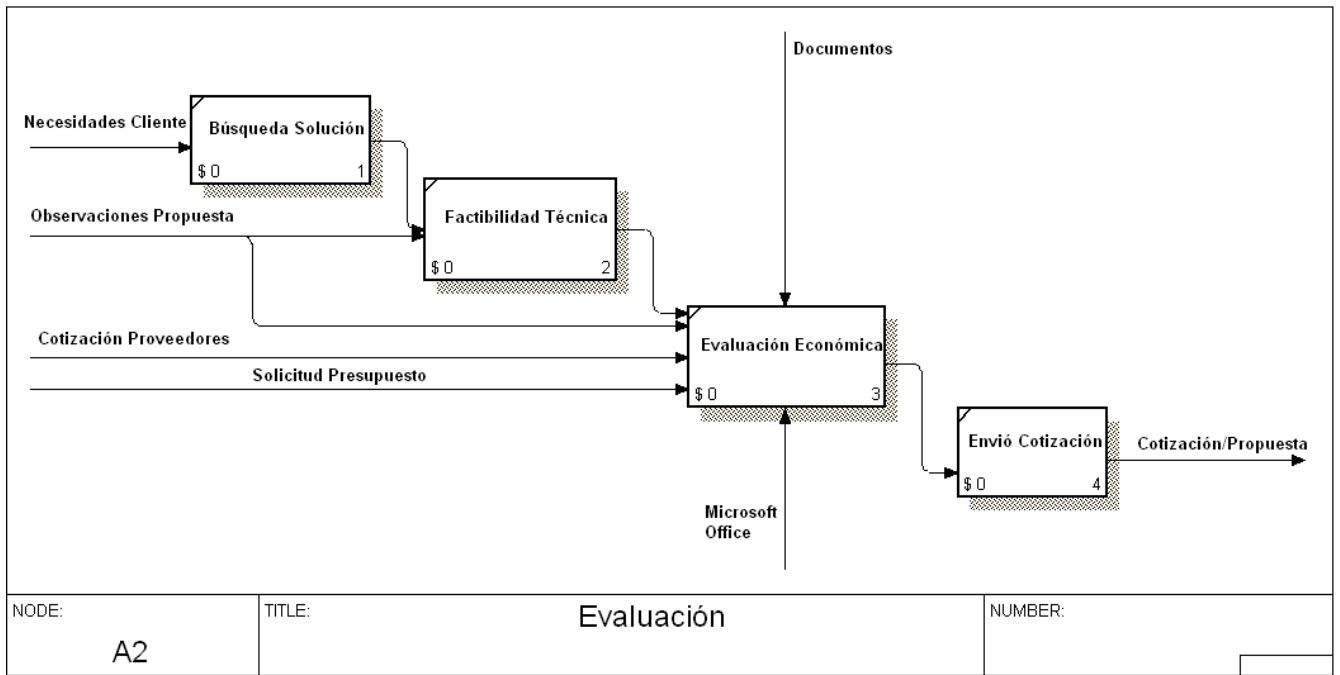 Documentos
Necesidades Cliente
Búsqueda Solución
$ 0 1
Observaciones Propuesta
Factibilidad Técnica
$ 0 2
Cotización Proveedores
Evaluación Económica
Solicitud Presupuesto
$ 0 3
Envió Cotización
Cotización/Propuesta
$ 0 4
Microsoft
Office
NODE:
A2
TITLE:
Evaluación
NUMBER: